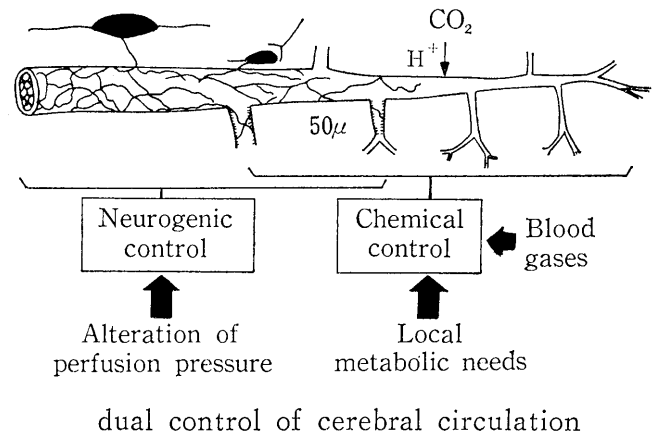 CO₂
H⁺
50μ
Neurogenic
control
Chemical
control
Blood
gases
Alteration of
perfusion pressure
Local
metabolic needs
dual control of cerebral circulation